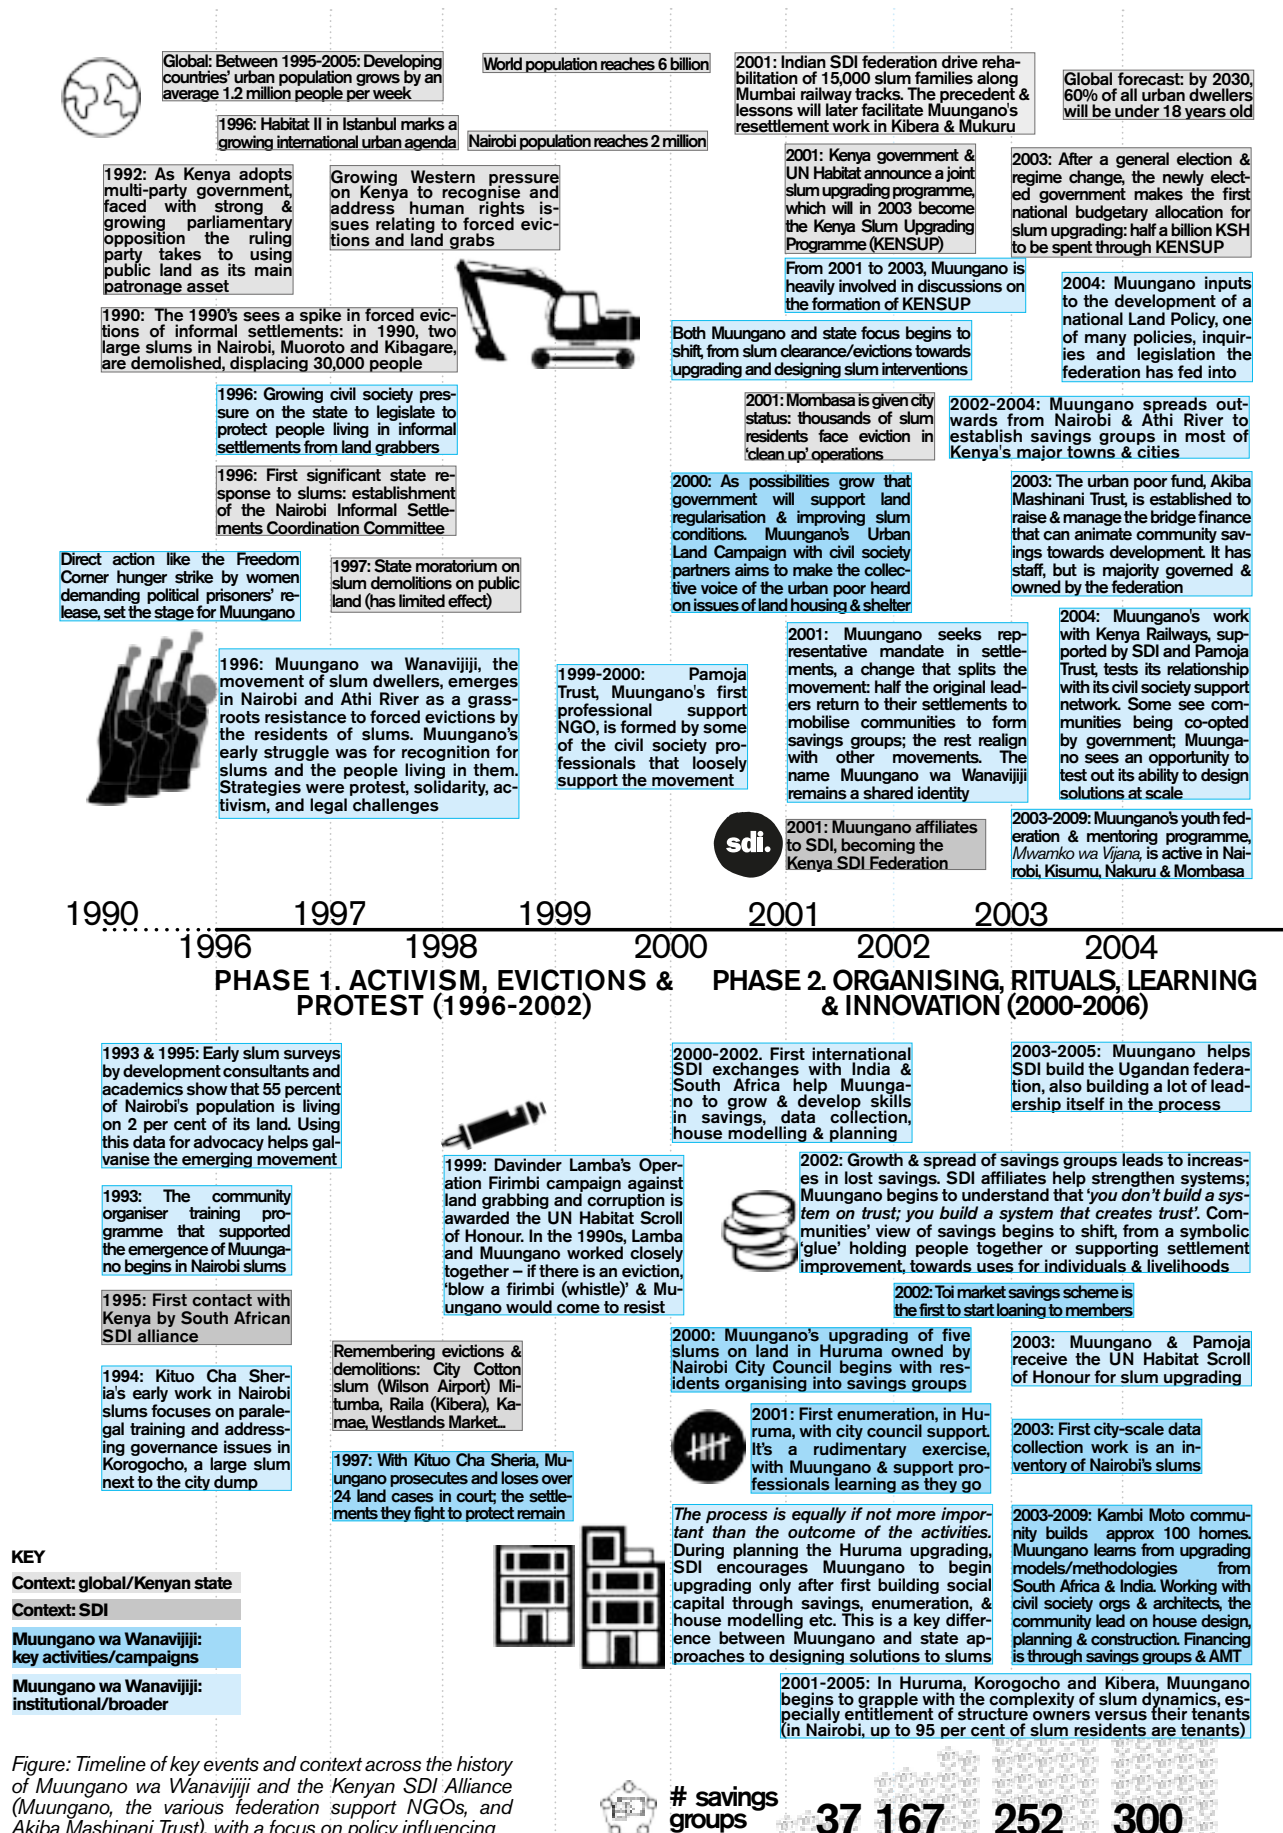 Global: Between 1995-2005: Developing
countries' urban population grows by an
average 1.2 million people per week
World population reaches 6 billion
2001: Indian SDI federation drive reha-
bilitation of 15,000 slum families along
Mumbai railway tracks. The precedent &
lessons will later facilitate Muungano's
resettlement work in Kibera & Mukuru
Global forecast: by 2030,
60% of all urban dwellers
will be under 18 years old
1996: Habitat II in Istanbul marks a
growing international urban agenda
Nairobi population reaches 2 million
1992: As Kenya adopts
multi-party government,
faced with strong &
growing parliamentary
opposition the ruling
party takes to using
public land as its main
patronage asset
Growing Western pressure
on Kenya to recognise and
address human rights is-
sues relating to forced evic-
tions and land grabs
2001: Kenya government &
UN Habitat announce a joint
slum upgrading programme,
which will in 2003 become
the Kenya Slum Upgrading
Programme (KENSUP)
2003: After a general election &
regime change, the newly elect-
ed government makes the first
national budgetary allocation for
slum upgrading: half a billion KSH
to be spent through KENSUP
From 2001 to 2003, Muungano is
heavily involved in discussions on
the formation of KENSUP
2004: Muungano inputs
to the development of a
national Land Policy, one
of many policies, inquir-
ies and legislation the
federation has fed into
1990: The 1990's sees a spike in forced evic-
tions of informal settlements: in 1990, two
large slums in Nairobi, Muoroto and Kibagare,
are demolished, displacing 30,000 people
Both Muungano and state focus begins to
shift, from slum clearance/evictions towards
upgrading and designing slum interventions
1996: Growing civil society pres-
sure on the state to legislate to
protect people living in informal
settlements from land grabbers
2001: Mombasa is given city
status: thousands of slum
residents face eviction in
'clean up' operations
2002-2004: Muungano spreads out-
wards from Nairobi & Athi River to
establish savings groups in most of
Kenya's major towns & cities
1996: First significant state re-
sponse to slums: establishment
of the Nairobi Informal Settle-
ments Coordination Committee
2000: As possibilities grow that
government will support land
regularisation & improving slum
conditions. Muungano's Urban
Land Campaign with civil society
partners aims to make the collec-
tive voice of the urban poor heard
on issues of land housing & shelter
2003: The urban poor fund, Akiba
Mashinani Trust, is established to
raise & manage the bridge finance
that can animate community sav-
ings towards development. It has
staff, but is majority governed &
owned by the federation
Direct action like the Freedom
Corner hunger strike by women
demanding political prisoners' re-
lease, set the stage for Muungano
1997: State moratorium on
slum demolitions on public
land (has limited effect)
1996: Muungano wa Wanavijiji, the
movement of slum dwellers, emerges
in Nairobi and Athi River as a grass-
roots resistance to forced evictions by
the residents of slums. Muungano's
early struggle was for recognition for
slums and the people living in them.
Strategies were protest, solidarity, ac-
tivism, and legal challenges
1999-2000: Pamoja
Trust, Muungano's first
professional support
NGO, is formed by some
of the civil society pro-
fessionals that loosely
support the movement
2001: Muungano seeks rep-
resentative mandate in settle-
ments, a change that splits the
movement: half the original lead-
ers return to their settlements to
mobilise communities to form
savings groups; the rest realign
with other movements. The
name Muungano wa Wanavijiji
remains a shared identity
2004: Muungano's work
with Kenya Railways, sup-
ported by SDI and Pamoja
Trust, tests its relationship
with its civil society support
network. Some see com-
munities being co-opted
by government; Muunga-
no sees an opportunity to
test out its ability to design
solutions at scale
sdi.
2001: Muungano affiliates
to SDI, becoming the
Kenya SDI Federation
2003-2009: Muungano's youth fed-
eration & mentoring programme,
Mwamko wa Vijana, is active in Nai-
robi, Kisumu, Nakuru & Mombasa
1990 1997 1999 2001 2003
1996 1998 2000 2002 2004
PHASE 1. ACTIVISM, EVICTIONS &
PROTEST (1996-2002)
PHASE 2. ORGANISING, RITUALS, LEARNING
& INNOVATION (2000-2006)
1993 & 1995: Early slum surveys
by development consultants and
academics show that 55 percent
of Nairobi's population is living
on 2 per cent of its land. Using
this data for advocacy helps gal-
vanise the emerging movement
2000-2002. First international
SDI exchanges with India &
South Africa help Muunga-
no to grow & develop skills
in savings, data collection,
house modelling & planning
2003-2005: Muungano helps
SDI build the Ugandan federa-
tion, also building a lot of lead-
ership itself in the process
1993: The community
organiser training pro-
gramme that supported
the emergence of Muunga-
no begins in Nairobi slums
1999: Davinder Lamba's Oper-
ation Firimbi campaign against
land grabbing and corruption is
awarded the UN Habitat Scroll
of Honour. In the 1990s, Lamba
and Muungano worked closely
together – if there is an eviction,
'blow a firimbi (whistle)' & Mu-
ungano would come to resist
2002: Growth & spread of savings groups leads to increas-
es in lost savings. SDI affiliates help strengthen systems;
Muungano begins to understand that 'you don't build a sys-
tem on trust; you build a system that creates trust'. Com-
munities' view of savings begins to shift, from a symbolic
'glue' holding people together or supporting settlement
improvement, towards uses for individuals & livelihoods
2002: Toi market savings scheme is
the first to start loaning to members
1995: First contact with
Kenya by South African
SDI alliance
1994: Kituo Cha Sher-
ia's early work in Nairobi
slums focuses on parale-
gal training and address-
ing governance issues in
Korogocho, a large slum
next to the city dump
Remembering evictions &
demolitions: City Cotton
slum (Wilson Airport) Mi-
tumba, Raila (Kibera), Ka-
mae, Westlands Market...
2000: Muungano's upgrading of five
slums on land in Huruma owned by
Nairobi City Council begins with res-
idents organising into savings groups
2003: Muungano & Pamoja
receive the UN Habitat Scroll
of Honour for slum upgrading
2001: First enumeration, in Hu-
ruma, with city council support.
It's a rudimentary exercise,
with Muungano & support pro-
fessionals learning as they go
2003: First city-scale data
collection work is an in-
ventory of Nairobi's slums
1997: With Kituo Cha Sheria, Mu-
ungano prosecutes and loses over
24 land cases in court; the settle-
ments they fight to protect remain
The process is equally if not more impor-
tant than the outcome of the activities.
During planning the Huruma upgrading,
SDI encourages Muungano to begin
upgrading only after first building social
capital through savings, enumeration, &
house modelling etc. This is a key differ-
ence between Muungano and state ap-
proaches to designing solutions to slums
2003-2009: Kambi Moto commu-
nity builds approx 100 homes.
Muungano learns from upgrading
models/methodologies from
South Africa & India. Working with
civil society orgs & architects, the
community lead on house design,
planning & construction. Financing
is through savings groups & AMT
KEY
Context: global/Kenyan state
Context: SDI
Muungano wa Wanavijiji:
key activities/campaigns
Muungano wa Wanavijiji:
institutional/broader
2001-2005: In Huruma, Korogocho and Kibera, Muungano
begins to grapple with the complexity of slum dynamics, es-
pecially entitlement of structure owners versus their tenants
(in Nairobi, up to 95 per cent of slum residents are tenants)
Figure: Timeline of key events and context across the history
of Muungano wa Wanavijiji and the Kenyan SDI Alliance
(Muungano, the various federation support NGOs, and
Akiba Mashinani Trust), with a focus on policy influencing
# savings
groups
37 167 252 300